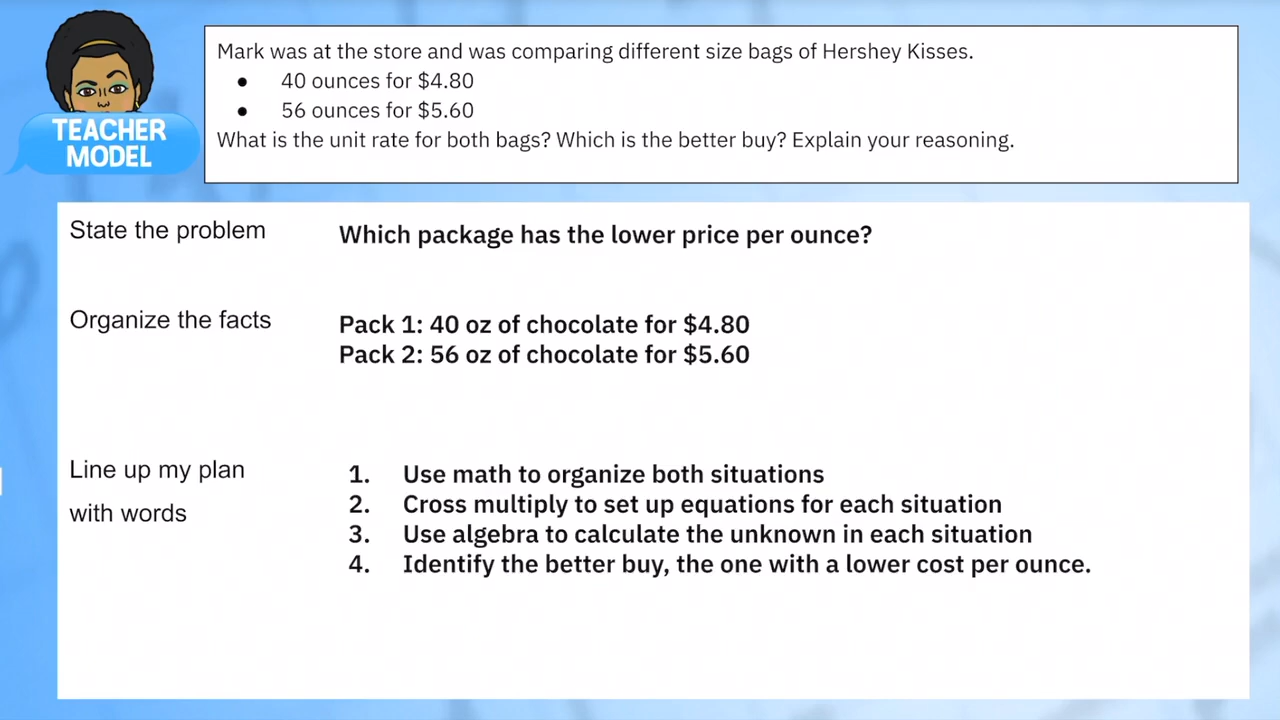 TEACHER
MODEL
Mark was at the store and was comparing different size bags of Hershey Kisses.
● 40 ounces for $4.80
● 56 ounces for $5.60
What is the unit rate for both bags? Which is the better buy? Explain your reasoning.
State the problem
Which package has the lower price per ounce?
Organize the facts
Pack 1: 40 oz of chocolate for $4.80
Pack 2: 56 oz of chocolate for $5.60
Line up my plan
with words
1. Use math to organize both situations
2. Cross multiply to set up equations for each situation
3. Use algebra to calculate the unknown in each situation
4. Identify the better buy, the one with a lower cost per ounce.